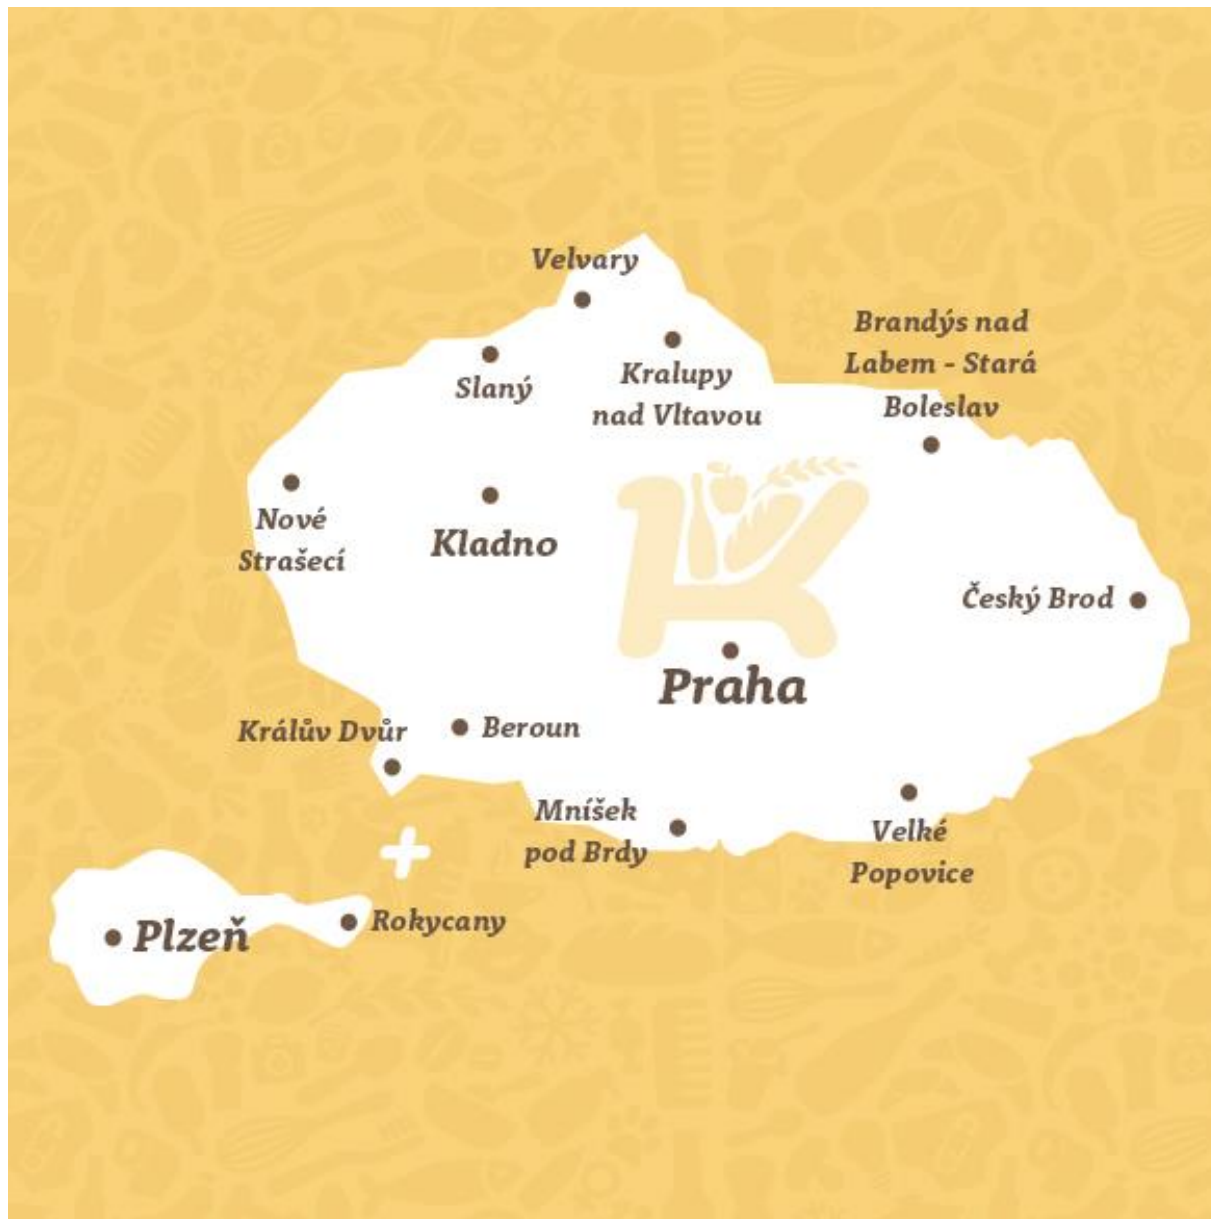 Velvary
Brandýs nad
Labem - Stará
Boleslav
Slaný
Kralupy
nad Vltavou
Nové
Strašecí
Kladno
Český Brod
Praha
Králův Dvůr
Beroun
Mníšek
pod Brdy
Velké
Popovice
Plzeň
Rokycany